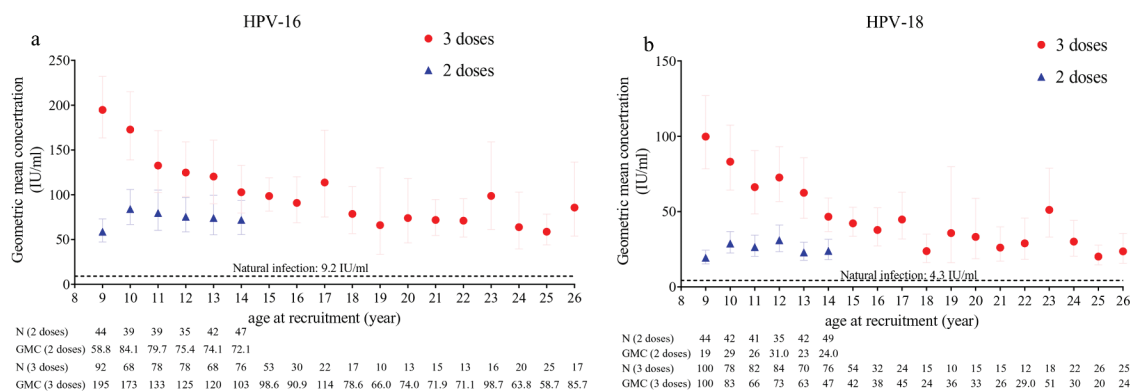 HPV-16
a
3 doses
2 doses
Geometric mean concertration
(IU/ml)
250
200
150
100
50
0
Natural infection: 9.2 IU/ml
8 9 10 11 12 13 14 15 16 17 18 19 20 21 22 23 24 25 26
age at recruitment (year)
N (2 doses) 44 39 39 35 42 47
GMC (2 doses) 58.8 84.1 79.7 75.4 74.1 72.1
N (3 doses) 92 68 78 78 68 76 53 30 22 17 10 13 15 13 16 20 25 17
GMC (3 doses) 195 173 133 125 120 103 98.6 90.9 114 78.6 66.0 74.0 71.9 71.1 98.7 63.8 58.7 85.7
HPV-18
b
3 doses
2 doses
Geometric mean concertration
(IU/ml)
150
100
50
0
Natural infection: 4.3 IU/ml
8 9 10 11 12 13 14 15 16 17 18 19 20 21 22 23 24 25 26
age at recruitment (year)
N (2 doses) 44 42 41 35 42 49
GMC (2 doses) 19 29 26 31.0 23 24.0
N (3 doses) 100 78 82 84 70 76 54 32 24 15 10 15 15 12 18 22 26 25
GMC (3 doses) 100 83 66 73 63 47 42 38 45 24 36 33 26 29.0 51 30 20 24